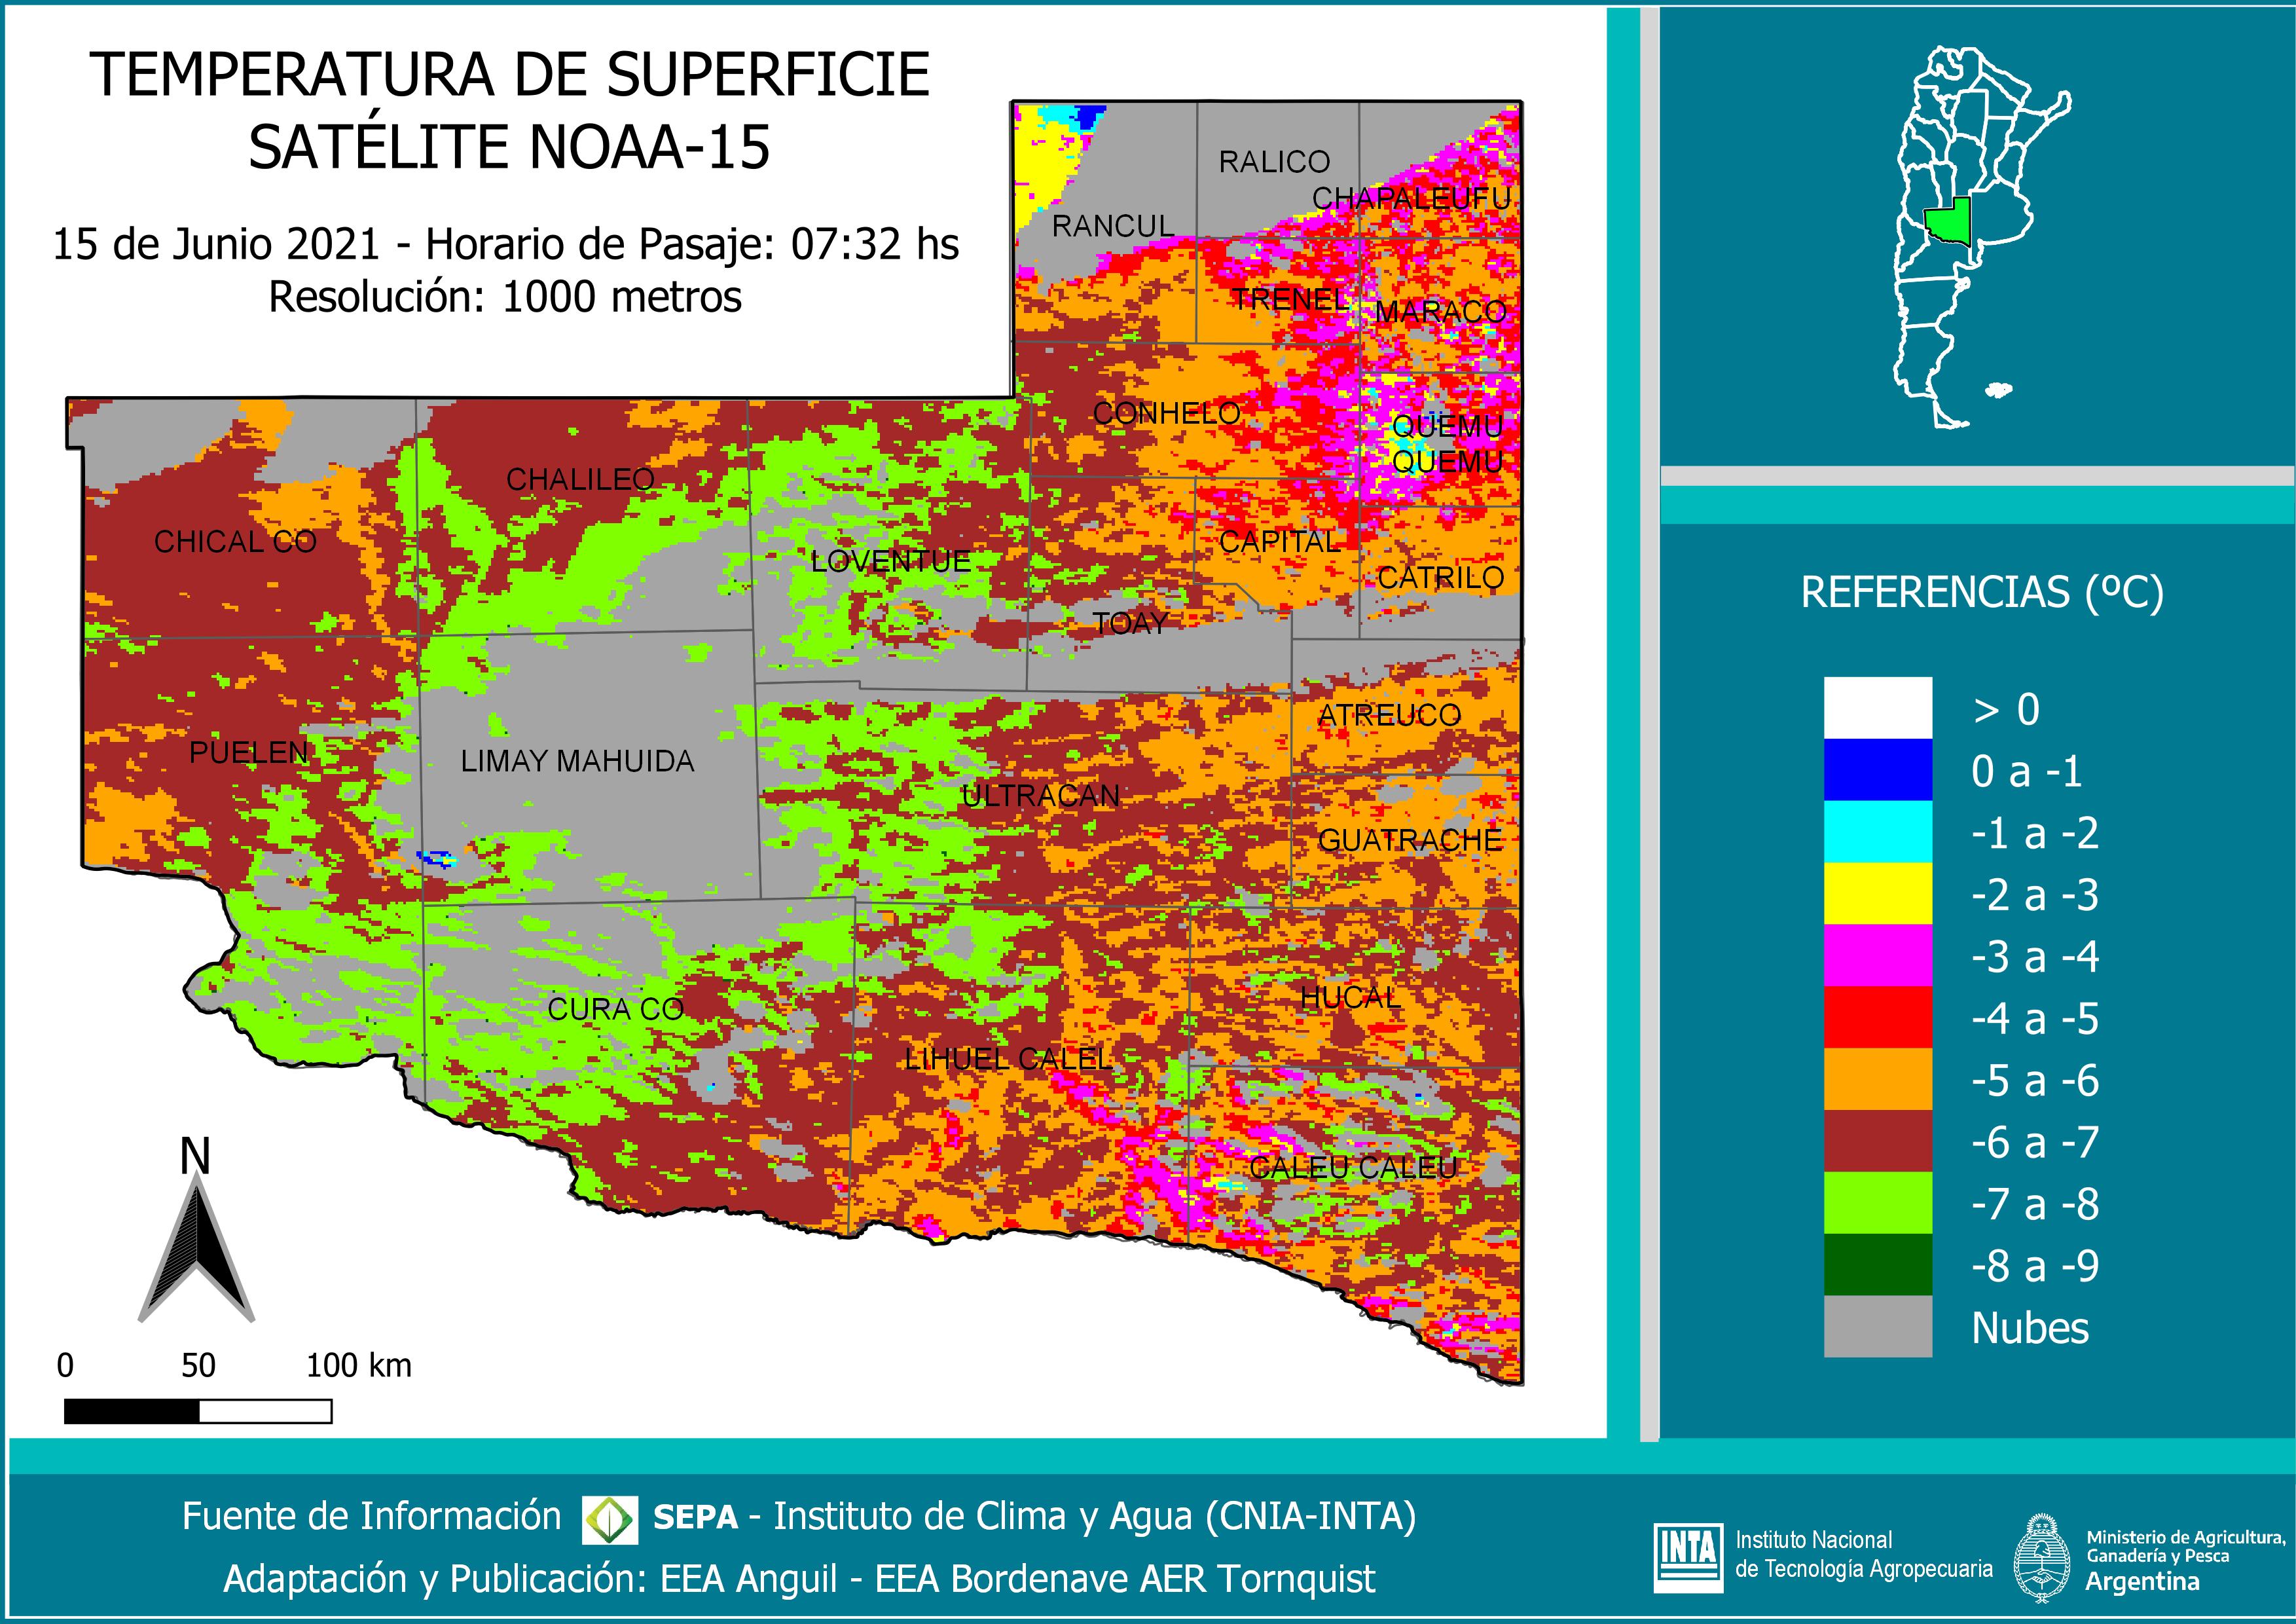 TEMPERATURA DE SUPERFICIE
SATÉLITE NOAA-15
15 de Junio 2021 - Horario de Pasaje: 07:32 hs
Resolución: 1000 metros
RALICO
CHAPALEUFU
RANCUL
TRENEL
MARACO
CONHELO
QUEMU
QUEMU
CHALILEO
CHICAL CO
LOVENTUE
CAPITAL
CATRILO
TOAY
ATREUCO
PUELEN
LIMAY MAHUIDA
ULTRACAN
GUATRACHE
CURA CO
HUCAL
LIHUEL CALEL
CALEU CALEU
N
0 50 100 km
REFERENCIAS (ºC)
> 0
0 a -1
-1 a -2
-2 a -3
-3 a -4
-4 a -5
-5 a -6
-6 a -7
-7 a -8
-8 a -9
Nubes
Fuente de Información SEPA - Instituto de Clima y Agua (CNIA-INTA)
Adaptación y Publicación: EEA Anguil - EEA Bordenave AER Tornquist
INTA
Instituto Nacional
de Tecnología Agropecuaria
Ministerio de Agricultura,
Ganadería y Pesca
Argentina